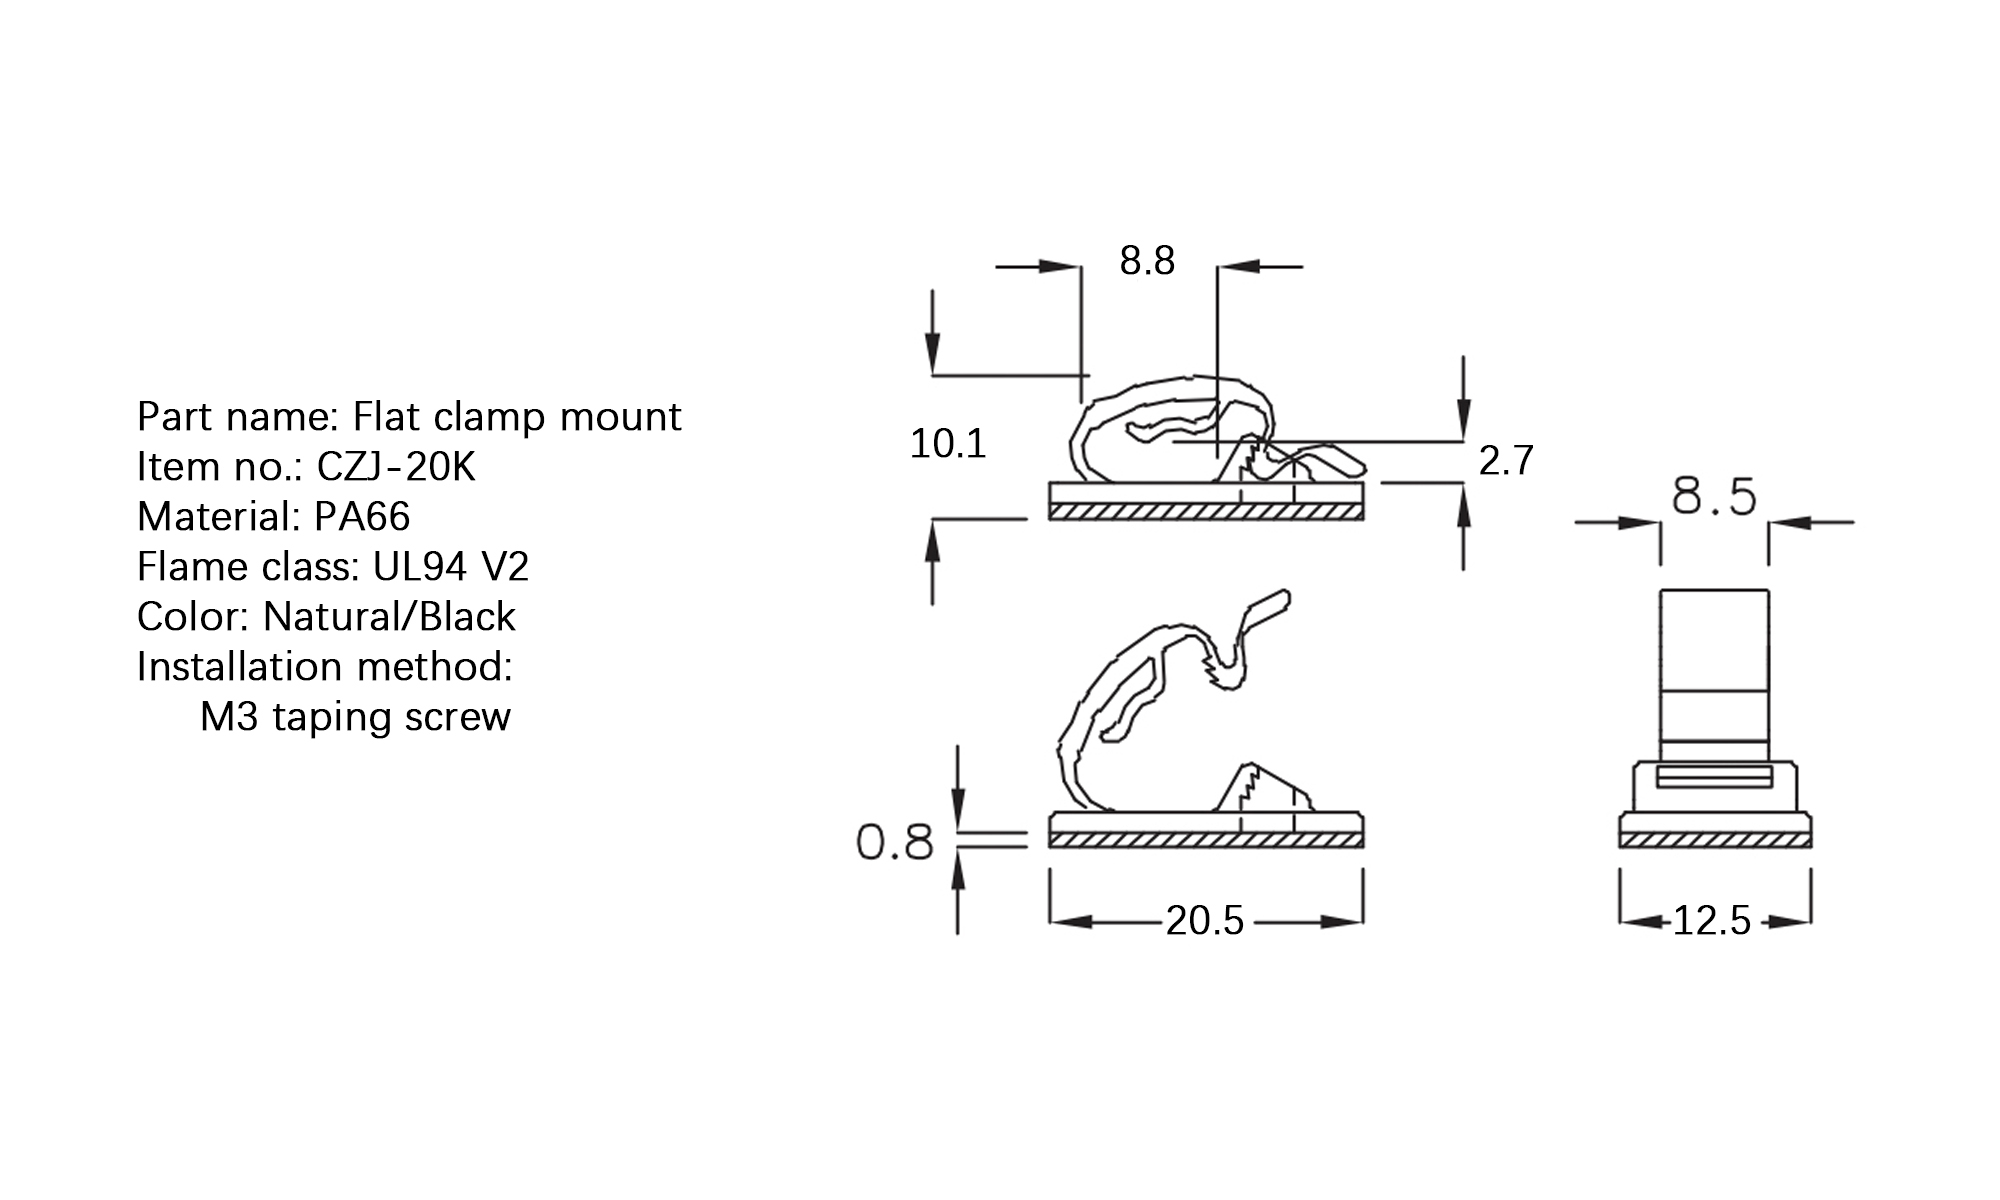 Part name: Flat clamp mount
Item no.: CZJ-20K
Material: PA66
Flame class: UL94 V2
Color: Natural/Black
Installation method:
M3 taping screw
8.8
10.1
2.7
8.5
0.8
20.5
12.5